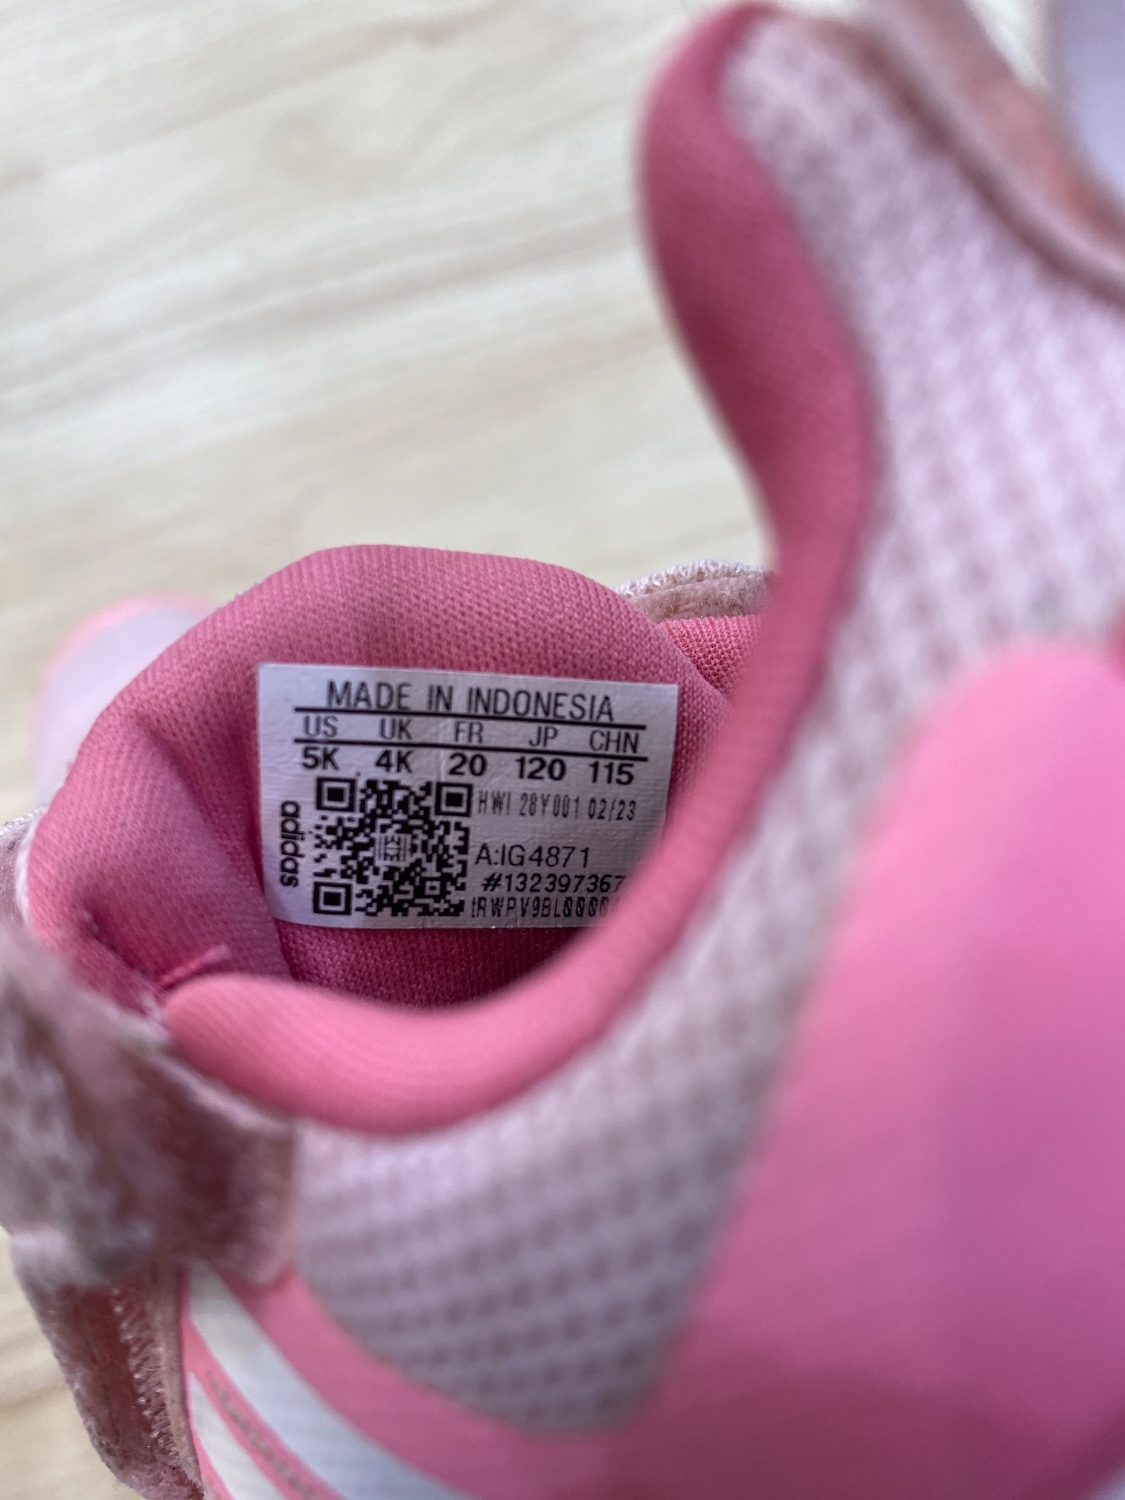 MADE IN INDONESIA
US UK FR JP CHN
5K 4K 20 120 115
HWI 28Y001 02/23
A:IG4871
#132397367
adidas